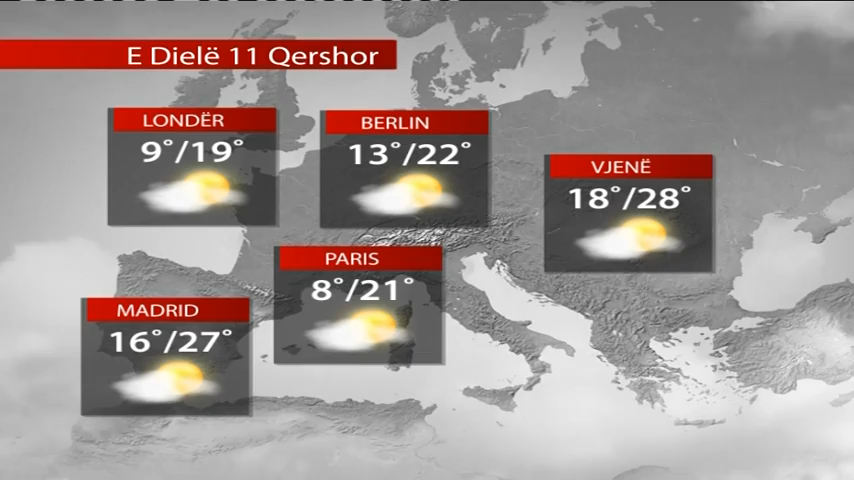 E Dielë 11 Qershor
LONDËR
9°/19°
BERLIN
13°/22°
VJENË
18°/28°
PARIS
8°/21°
MADRID
16°/27°